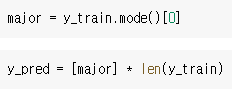 major = y_train.mode()[0]
y_pred = [major] * len(y_train)